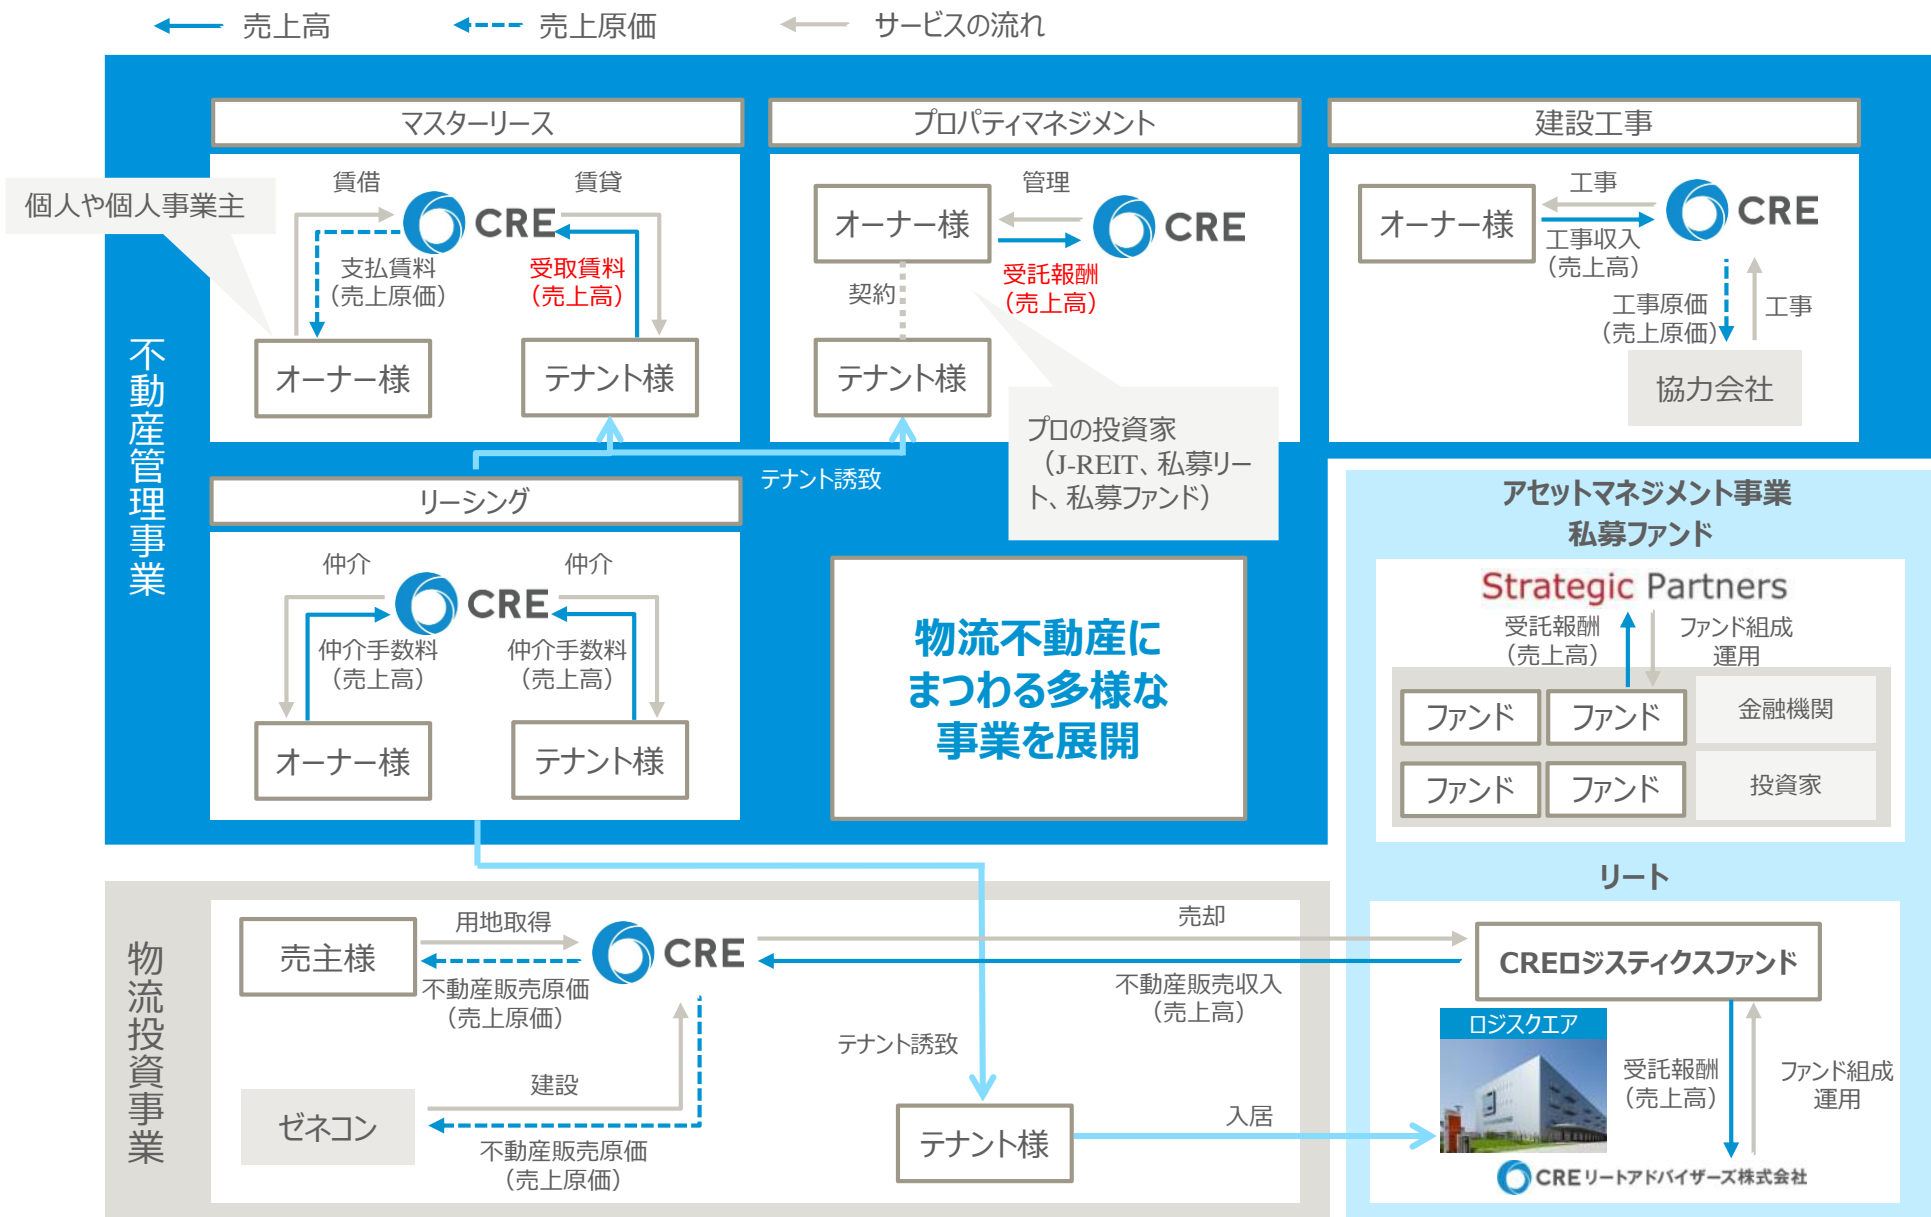 売上高
売上原価
サービスの流れ
不動産管理事業
マスターリース
個人や個人事業主
賃借
賃貸
CRE
支払賃料
（売上原価）
受取賃料
（売上高）
オーナー様
テナント様
プロパティマネジメント
オーナー様
管理
CRE
受託報酬
（売上高）
契約
テナント様
プロの投資家
（J-REIT、私募リー
ト、私募ファンド）
建設工事
オーナー様
工事
CRE
工事収入
（売上高）
工事原価
（売上原価）
工事
協力会社
テナント誘致
リーシング
仲介
仲介
CRE
仲介手数料
（売上高）
仲介手数料
（売上高）
オーナー様
テナント様
物流不動産に
まつわる多様な
事業を展開
アセットマネジメント事業
私募ファンド
Strategic Partners
受託報酬
（売上高）
ファンド組成
運用
ファンド
ファンド
金融機関
ファンド
ファンド
投資家
リート
CREロジスティクスファンド
ロジスクエア
受託報酬
（売上高）
ファンド組成
運用
CREリートアドバイザーズ株式会社
物流投資事業
売主様
用地取得
CRE
不動産販売原価
（売上原価）
売却
不動産販売収入
（売上高）
建設
ゼネコン
不動産販売原価
（売上原価）
テナント誘致
テナント様
入居